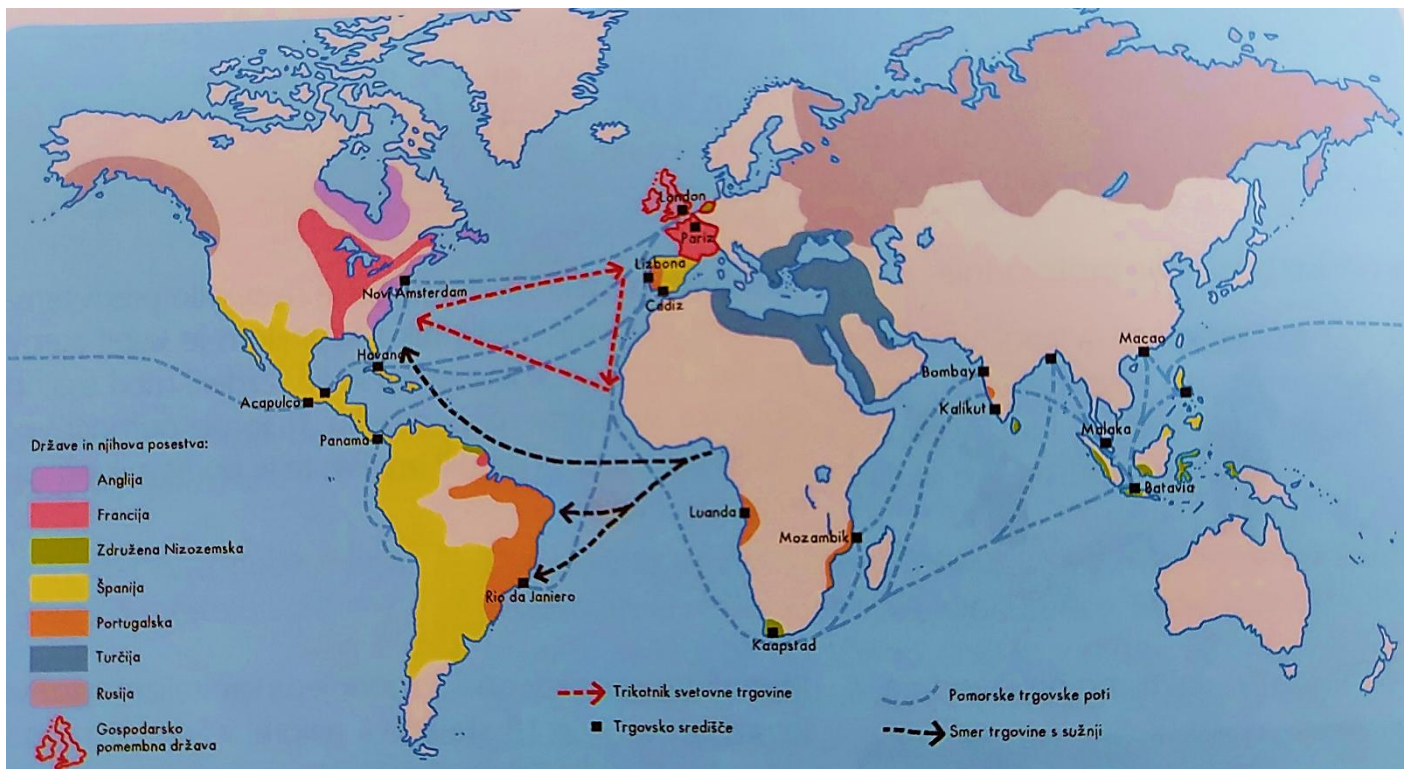 London
Pariz
Lizbona
Cadiz
Novi Amsterdam
Havana
Acapulco
Panama
Macao
Bombay
Kalikut
Malaka
Batavia
Luanda
Mozambik
Rio da Janiero
Kaapstad
Države in njihova posestva:
Anglija
Francija
Združena Nizozemska
Španija
Portugalska
Turčija
Rusija
Gospodarsko
pomembna država
Trikotnik svetovne trgovine
Trgovsko središče
Pomorske trgovske poti
Smer trgovine s sužnji